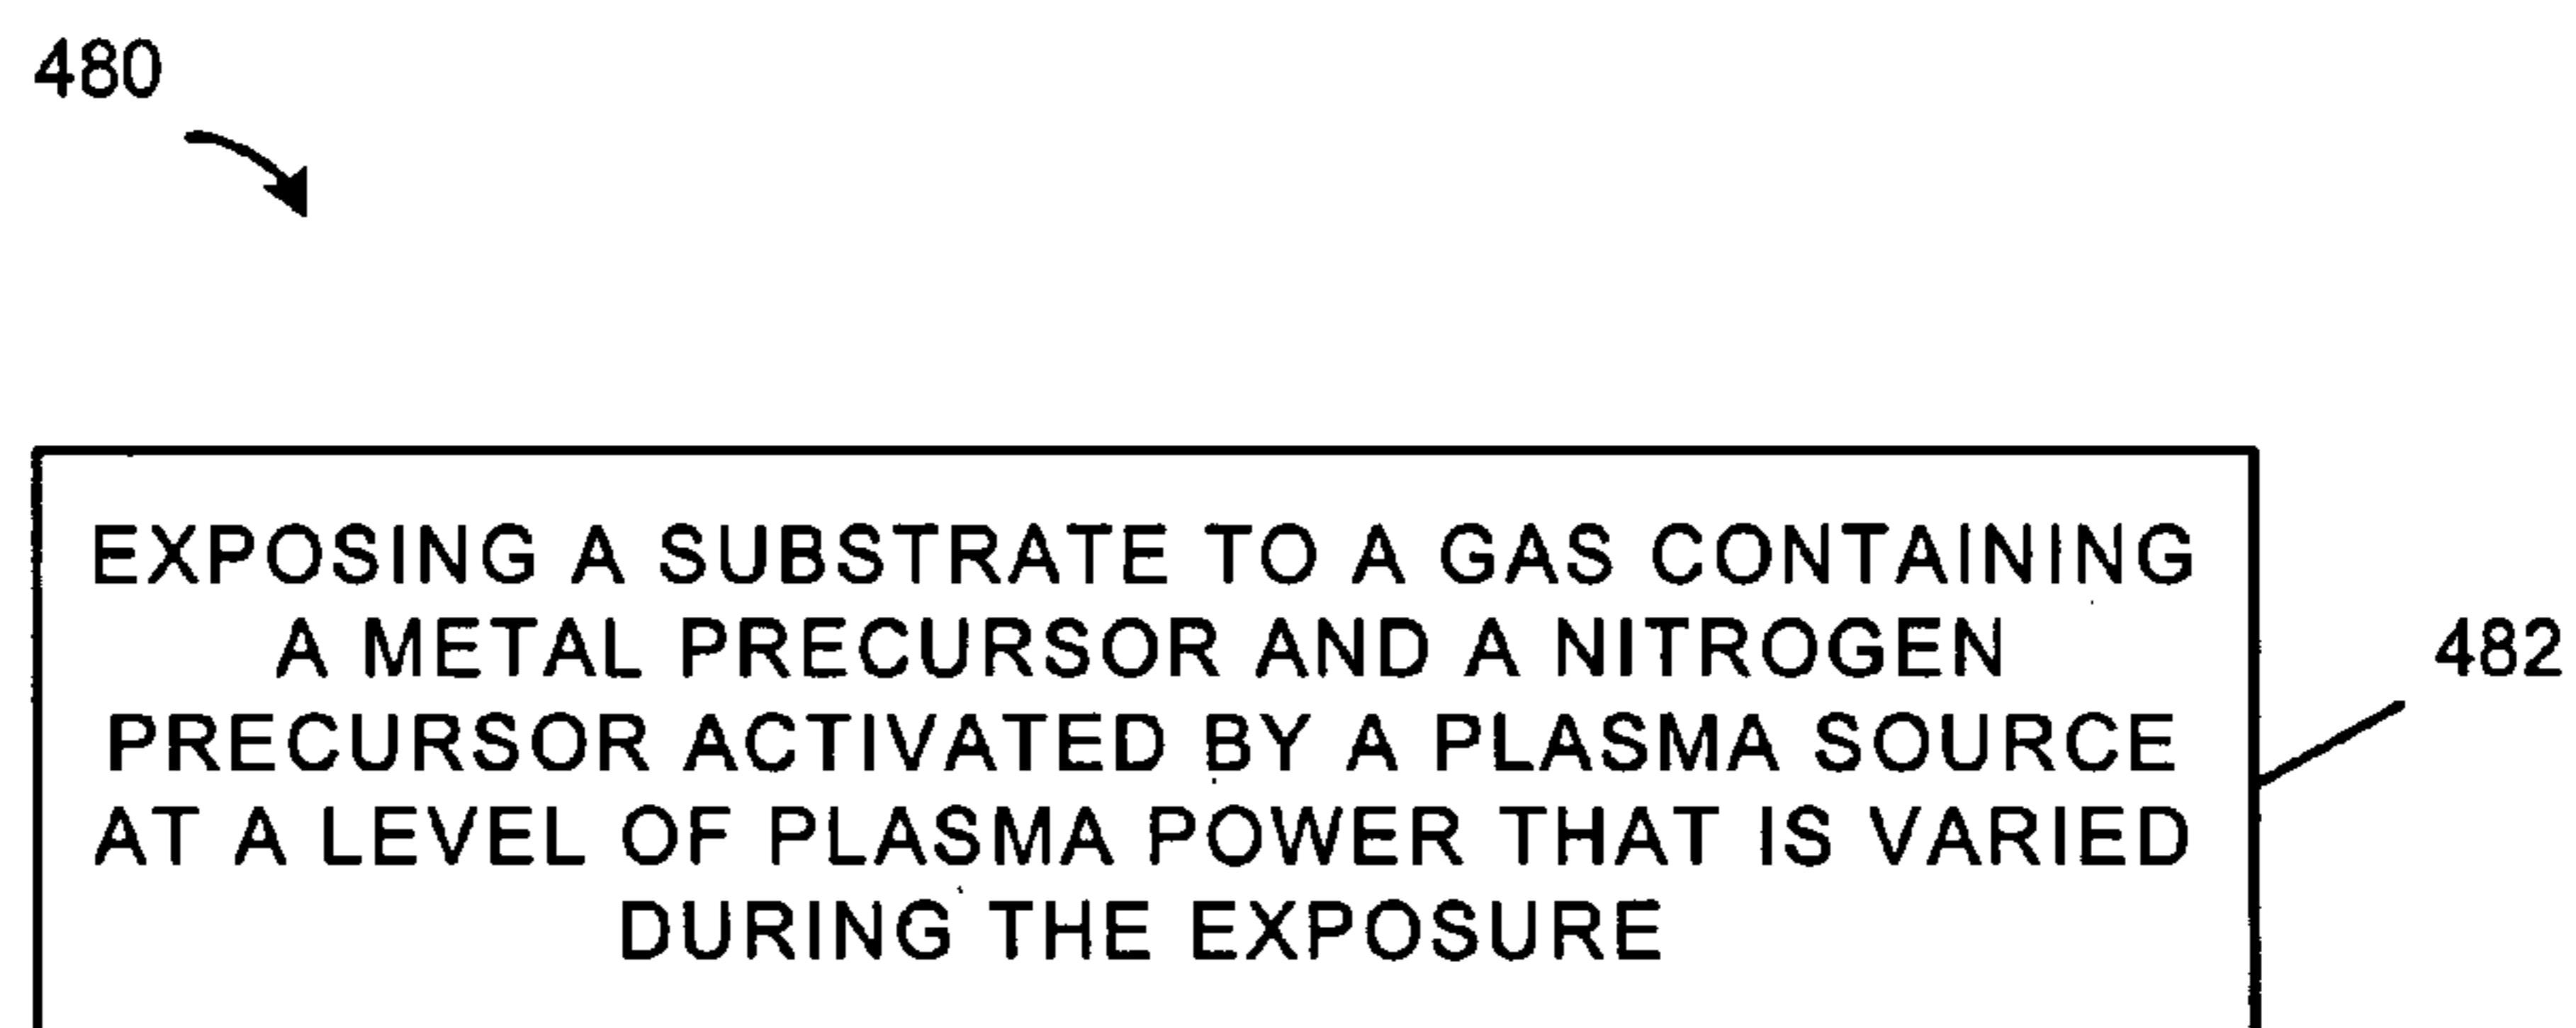 480
EXPOSING A SUBSTRATE TO A GAS CONTAINING
A METAL PRECURSOR AND A NITROGEN
PRECURSOR ACTIVATED BY A PLASMA SOURCE
AT A LEVEL OF PLASMA POWER THAT IS VARIED
DURING THE EXPOSURE
482